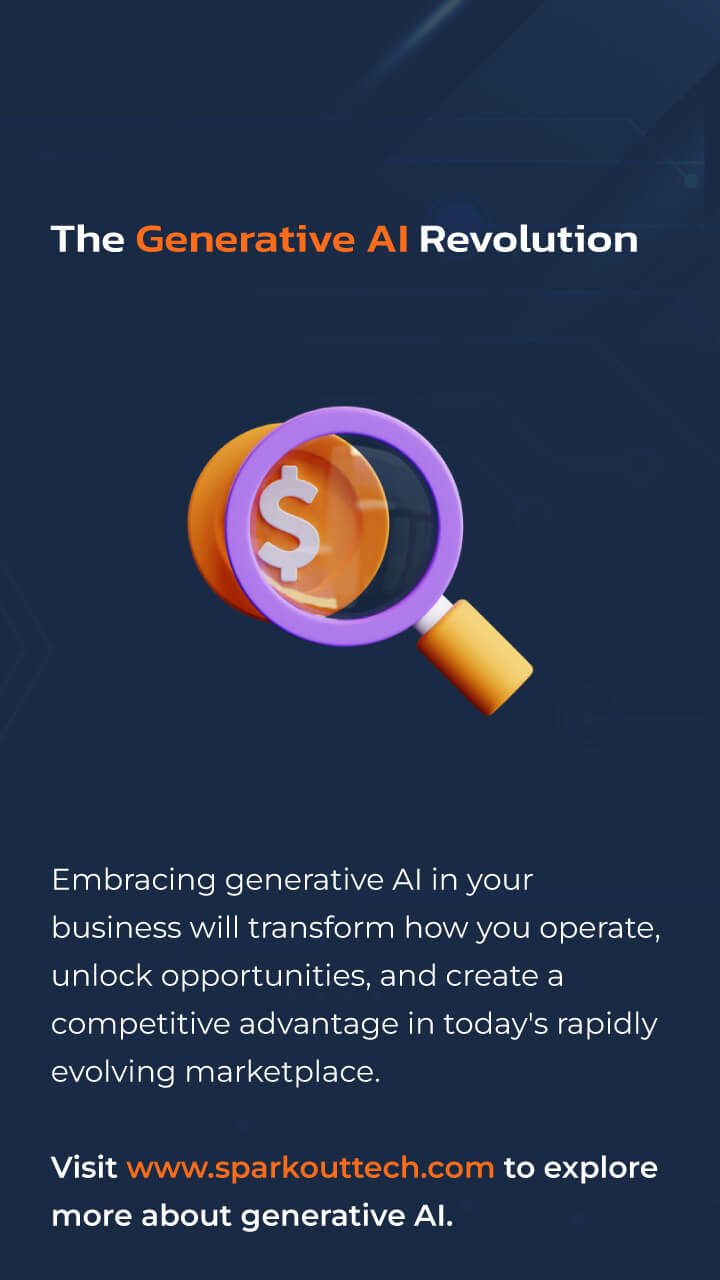 The Generative AI Revolution
$
Embracing generative AI in your
business will transform how you operate,
unlock opportunities, and create a
competitive advantage in today's rapidly
evolving marketplace.
Visit www.sparkouttech.com to explore
more about generative AI.